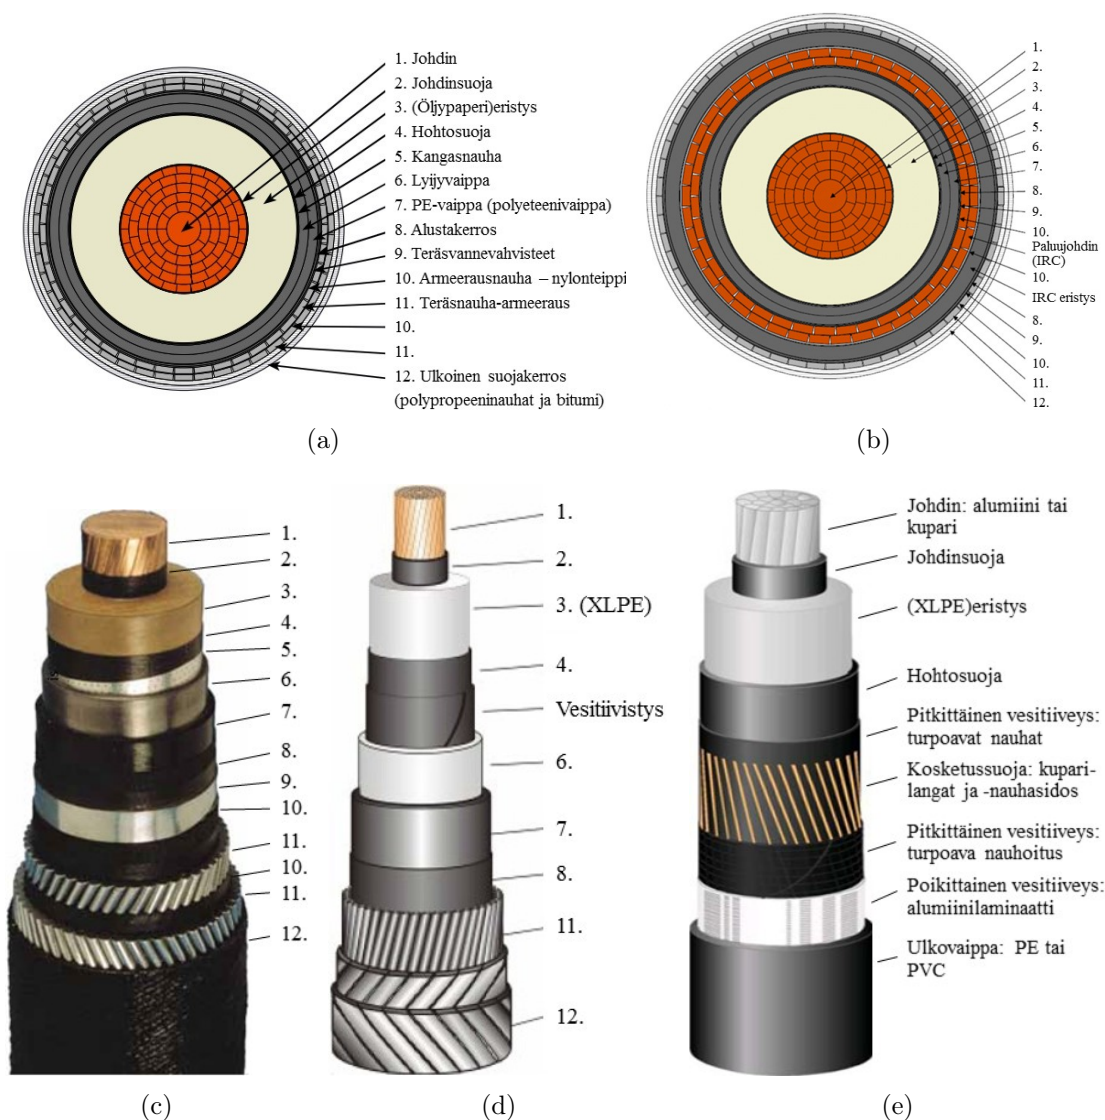 1. Johdin
2. Johdinsuoja
3. (Öljypaperi)eristys
4. Hohtosuoja
5. Kangasnauha
6. Lyijyvaippa
7. PE-vaippa (polyeteenivaippa)
8. Alustakerros
9. Teräsvannevahvisteet
10. Armeerausnauha – nylonteippi
11. Teräsnauha-armeeraus
10.
11.
12. Ulkoinen suojakerros
(polypropeeninauhat ja bitumi)
(a)
1.
2.
3.
4.
5.
6.
7.
8.
9.
10.
Paluujohdin
(IRC)
10.
IRC eristys
8.
9.
10.
11.
12.
(b)
1.
2.
3.
4.
5.
6.
7.
8.
9.
10.
11.
10.
11.
12.
(c)
1.
2.
3. (XLPE)
4.
Vesitiivistys
6.
7.
8.
11.
12.
(d)
Johdin: alumiini tai
kupari
Johdinsuoja
(XLPE)eristys
Hohtosuoja
Pitkittäinen vesitiiveys:
turpoavat nauhat
Kosketussuoja: kupari-
langat ja -nauhasidos
Pitkittäinen vesitiiveys:
turpoava nauhoitus
Poikittainen vesitiiveys:
alumiinilaminaatti
Ulkovaippa: PE tai
PVC
(e)